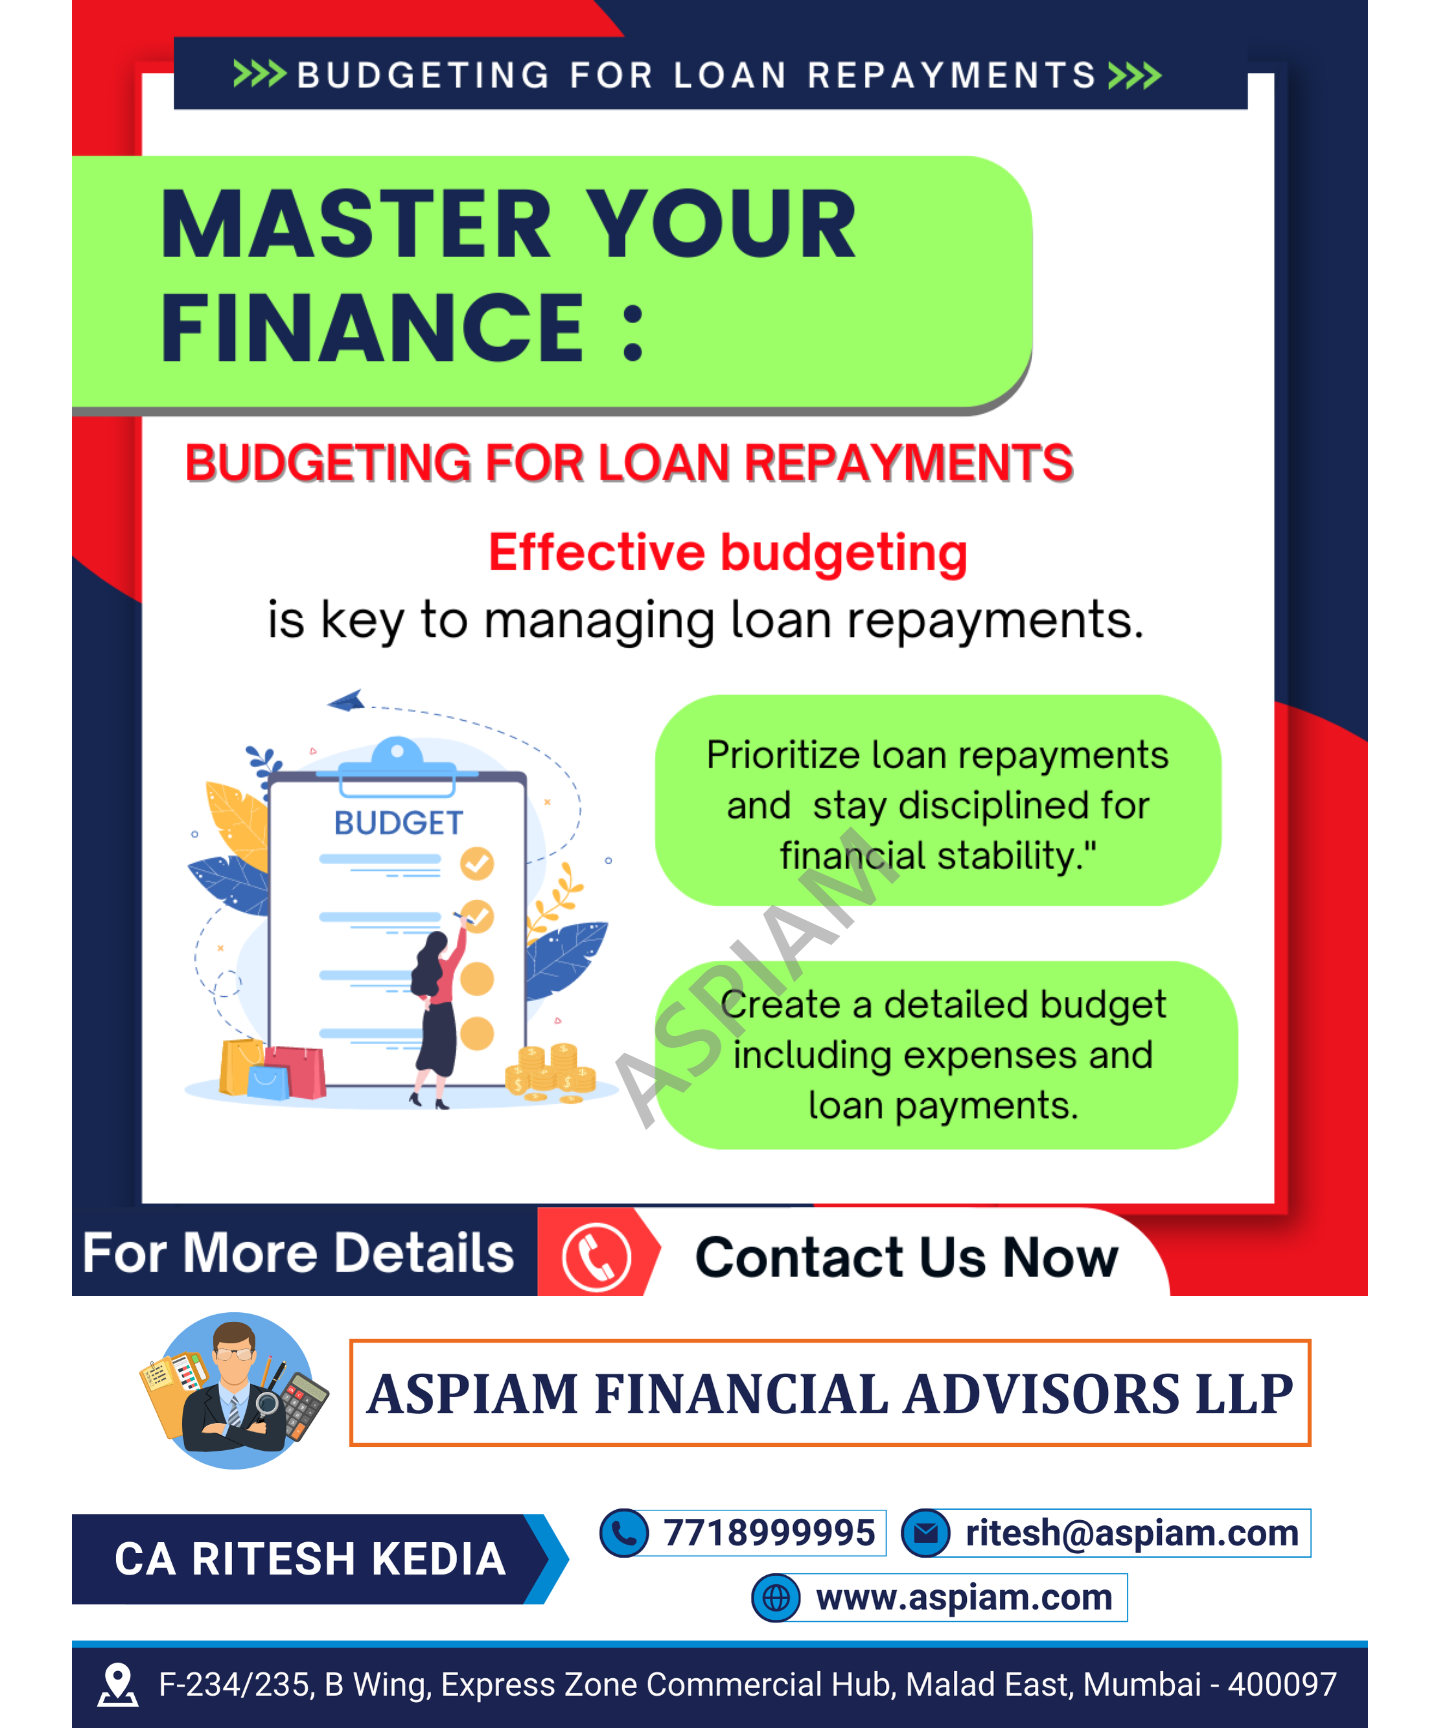 >>> BUDGETING FOR LOAN REPAYMENTS >>>
MASTER YOUR
FINANCE :
BUDGETING FOR LOAN REPAYMENTS
Effective budgeting
is key to managing loan repayments.
BUDGET
Prioritize loan repayments
and stay disciplined for
financial stability."
Create a detailed budget
including expenses and
loan payments.
ASPIAM
For More Details
Contact Us Now
ASPIAM FINANCIAL ADVISORS LLP
CA RITESH KEDIA
7718999995
ritesh@aspiam.com
www.aspiam.com
F-234/235, B Wing, Express Zone Commercial Hub, Malad East, Mumbai - 400097